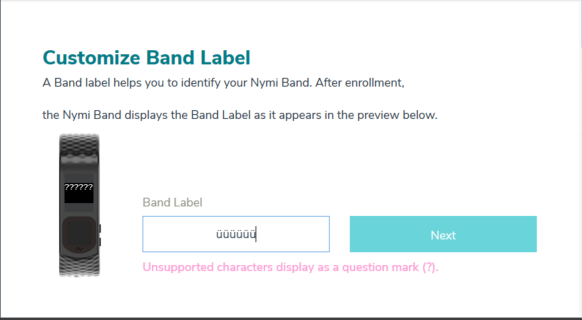 Customize Band Label
A Band label helps you to identify your Nymi Band. After enrollment,
the Nymi Band displays the Band Label as it appears in the preview below.
??????
Band Label
üüüüüü
Next
Unsupported characters display as a question mark (?).